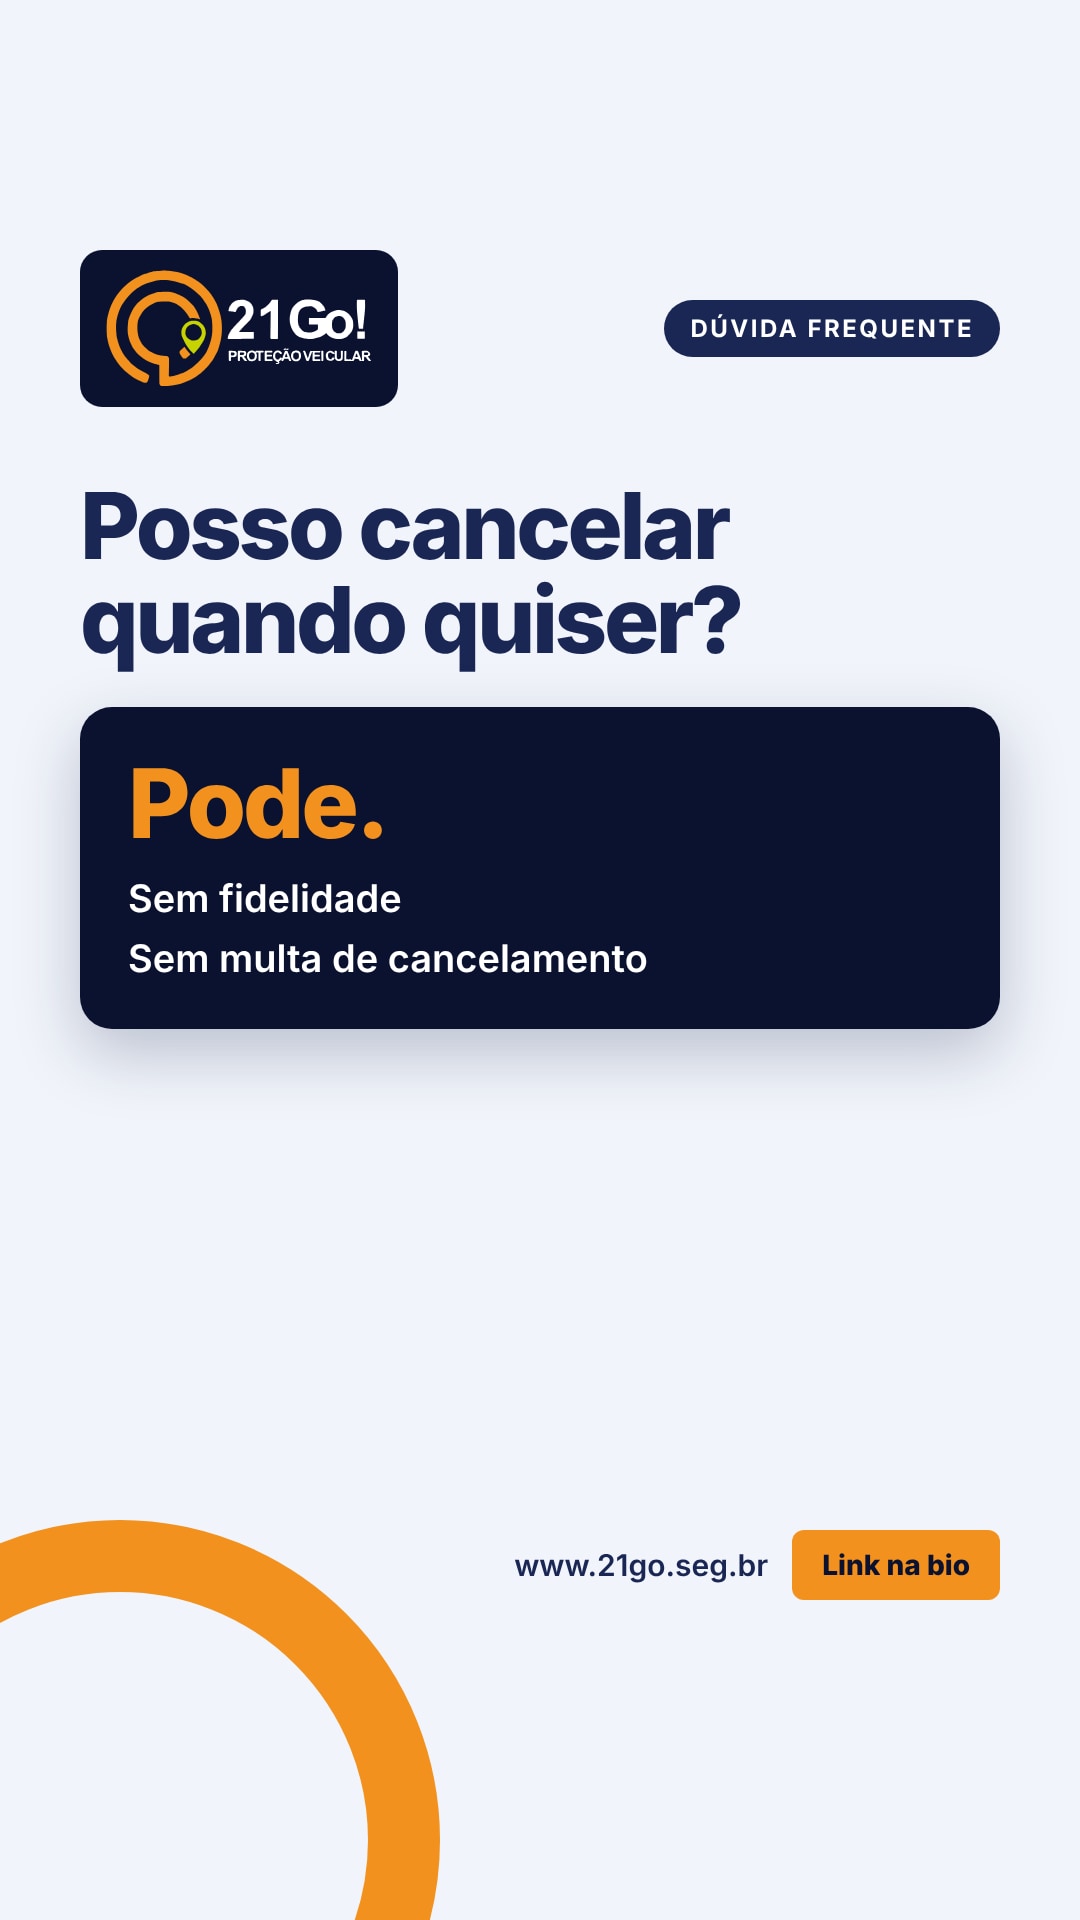 21Go!
PROTEÇÃO VEICULAR
DÚVIDA FREQUENTE
Posso cancelar
quando quiser?
Pode.
Sem fidelidade
Sem multa de cancelamento
www.21go.seg.br
Link na bio